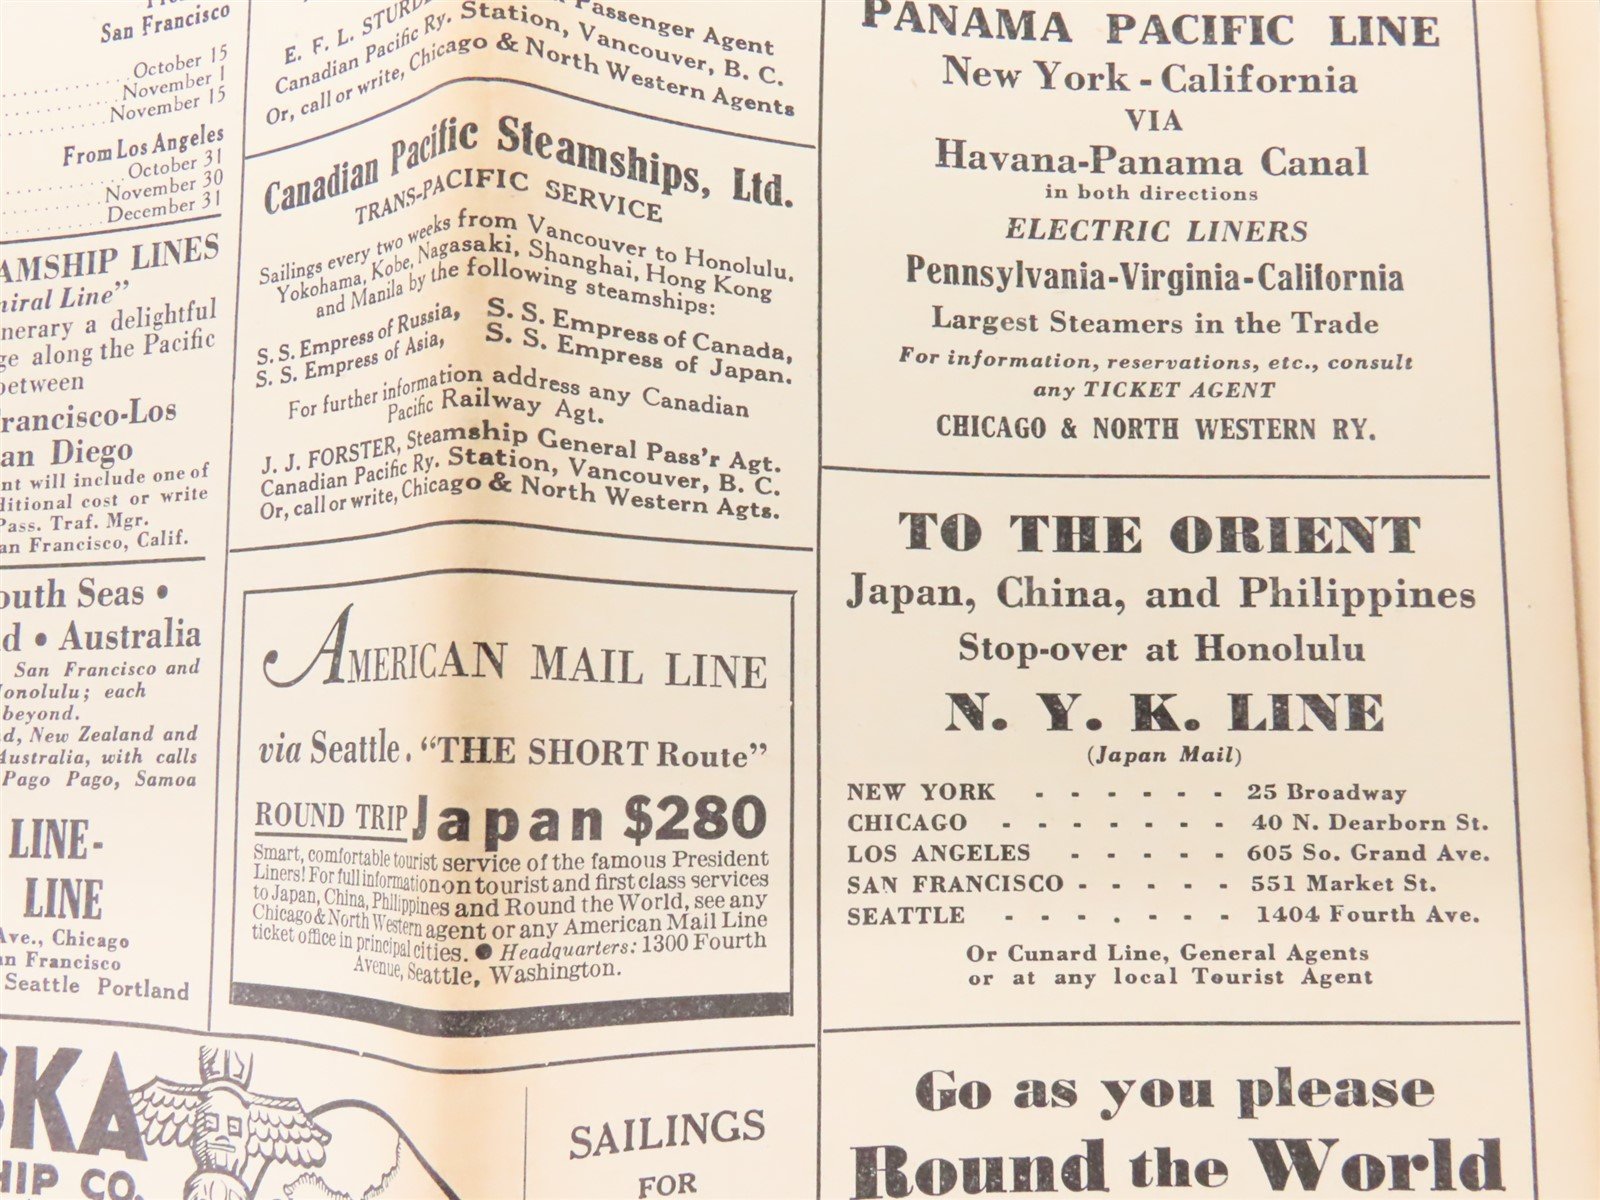 San Francisco
October 15
November 1
November 15
From Los Angeles
October 31
November 30
December 31
AMSHIP LINES
miral Line"
nerary a delightful
ge along the Pacific
between
rancisco-Los
an Diego
nt will include one of
ditional cost or write
Pass. Traf. Mgr.
an Francisco, Calif.
outh Seas •
d • Australia
San Francisco and
Honolulu; each
beyond.
d, New Zealand and
Australia, with calls
Pago Pago, Samoa
LINE-
LINE
Ave., Chicago
an Francisco
Seattle Portland
SKA
HIP CO.
Passenger Agent
E. F. L. STURD
Canadian Pacific Ry. Station, Vancouver, B. C.
Or, call or write, Chicago & North Western Agents
Canadian Pacific Steamships, Ltd.
TRANS-PACIFIC SERVICE
Sailings every two weeks from Vancouver to Honolulu,
Yokohama, Kobe, Nagasaki, Shanghai, Hong Kong
and Manila by the following steamships:
S. S. Empress of Russia, S. S. Empress of Canada,
S. S. Empress of Asia, S. S. Empress of Japan.
For further information address any Canadian
Pacific Railway Agt.
J. J. FORSTER, Steamship General Pass'r Agt.
Canadian Pacific Ry. Station, Vancouver, B. C.
Or, call or write, Chicago & North Western Agts.
AMERICAN MAIL LINE
via Seattle. "THE SHORT Route"
ROUND TRIP Japan $280
Smart, comfortable tourist service of the famous President
Liners! For full information on tourist and first class services
to Japan, China, Philippines and Round the World, see any
Chicago & North Western agent or any American Mail Line
ticket office in principal cities. ● Headquarters: 1300 Fourth
Avenue, Seattle, Washington.
SAILINGS
FOR
PANAMA PACIFIC LINE
New York - California
VIA
Havana-Panama Canal
in both directions
ELECTRIC LINERS
Pennsylvania-Virginia-California
Largest Steamers in the Trade
For information, reservations, etc., consult
any TICKET AGENT
CHICAGO & NORTH WESTERN RY.
TO THE ORIENT
Japan, China, and Philippines
Stop-over at Honolulu
N. Y. K. LINE
(Japan Mail)
NEW YORK - - - - - - 25 Broadway
CHICAGO - - - - - - - 40 N. Dearborn St.
LOS ANGELES - - - - - 605 So. Grand Ave.
SAN FRANCISCO - - - - - 551 Market St.
SEATTLE - - - - - - - 1404 Fourth Ave.
Or Cunard Line, General Agents
or at any local Tourist Agent
Go as you please
Round the World